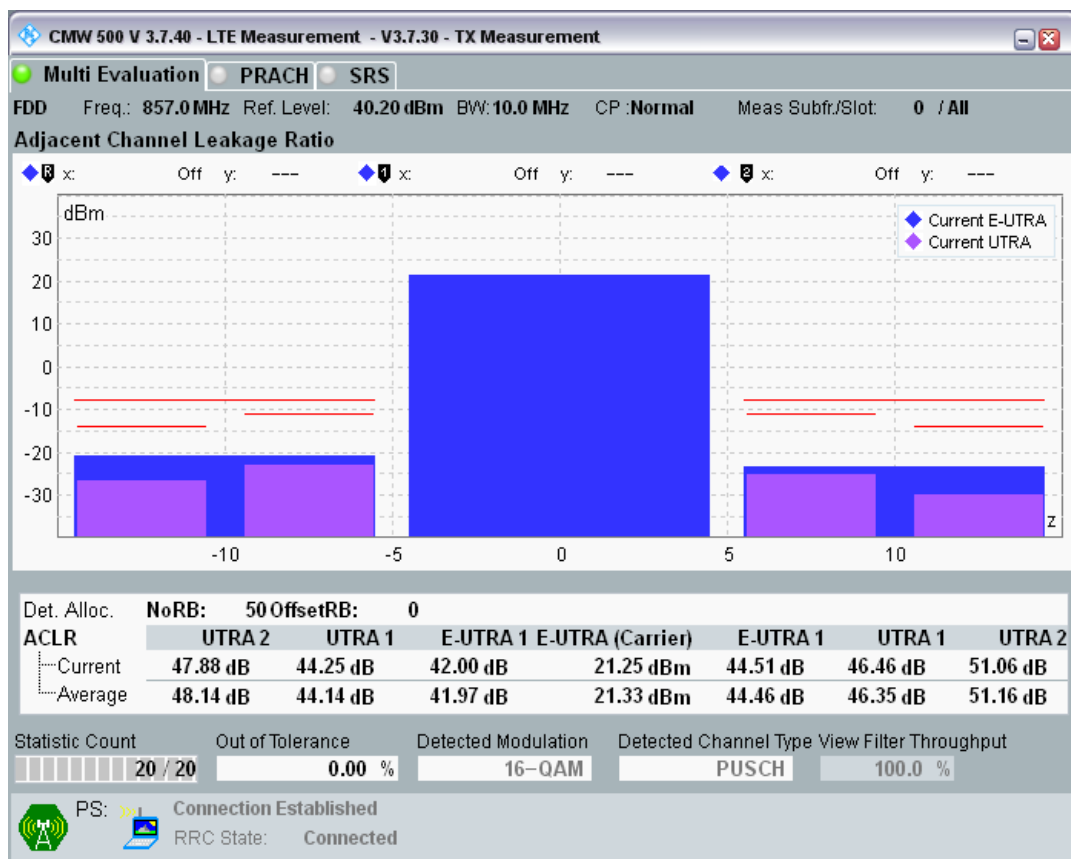 CMW 500 V 3.7.40 - LTE Measurement - V3.7.30 - TX Measurement
Multi Evaluation PRACH SRS
FDD Freq.: 857.0 MHz Ref. Level: 40.20 dBm BW: 10.0 MHz CP :Normal Meas Subfr./Slot: 0 / All
Adjacent Channel Leakage Ratio
R x: Off y: --- 1 x: Off y: --- 2 x: Off y: ---
dBm
Current E-UTRA
Current UTRA
30
20
10
0
-10
-20
-30
z
-10 -5 0 5 10
Det. Alloc. NoRB: 50 OffsetRB: 0
ACLR UTRA 2 UTRA 1 E-UTRA 1 E-UTRA (Carrier) E-UTRA 1 UTRA 1 UTRA 2
Current 47.88 dB 44.25 dB 42.00 dB 21.25 dBm 44.51 dB 46.46 dB 51.06 dB
Average 48.14 dB 44.14 dB 41.97 dB 21.33 dBm 44.46 dB 46.35 dB 51.16 dB
Statistic Count Out of Tolerance Detected Modulation Detected Channel Type View Filter Throughput
20 / 20 0.00 % 16-QAM PUSCH 100.0 %
PS: Connection Established
RRC State: Connected